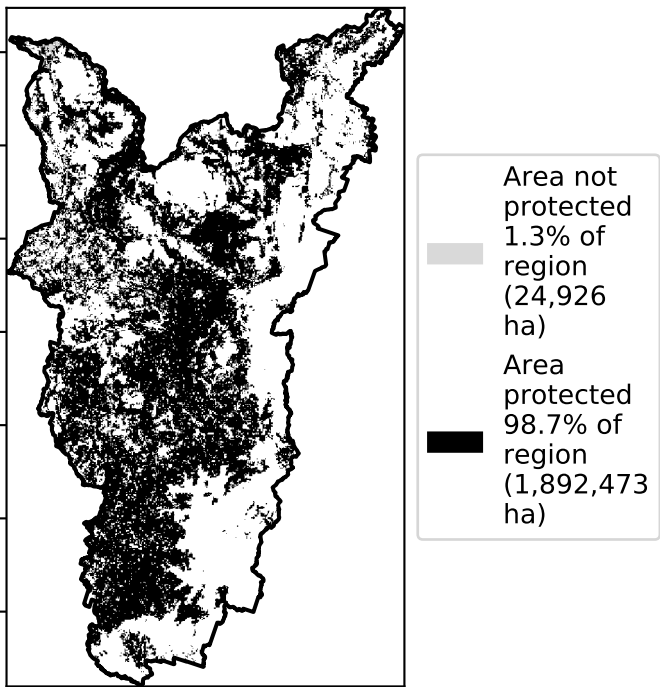 Area not
protected
1.3% of
region
(24,926
ha)
Area
protected
98.7% of
region
(1,892,473
ha)